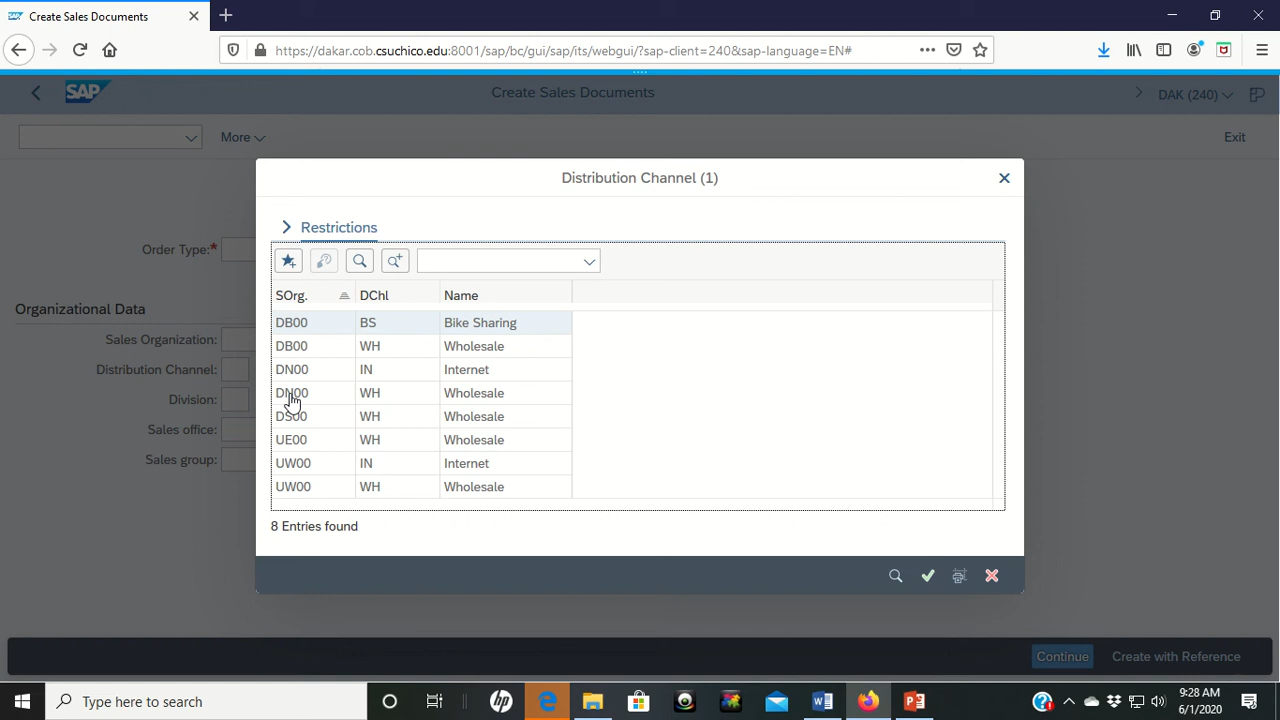 Create Sales Documents
https://dakar.cob.csuchico.edu:8001/sap/bc/gui/sap/its/webgui/?sap-client=240&sap-language=EN#
SAP
Create Sales Documents
DAK (240)
More
Exit
Distribution Channel (1)
Restrictions
Order Type:*
SOrg. DChl Name
Organizational Data
DB00 BS Bike Sharing
Sales Organization:
DB00 WH Wholesale
Distribution Channel:
DN00 IN Internet
DN00 WH Wholesale
Division:
DS00 WH Wholesale
Sales office:
UE00 WH Wholesale
Sales group:
UW00 IN Internet
UW00 WH Wholesale
8 Entries found
Continue Create with Reference
Type here to search
9:28 AM
6/1/2020